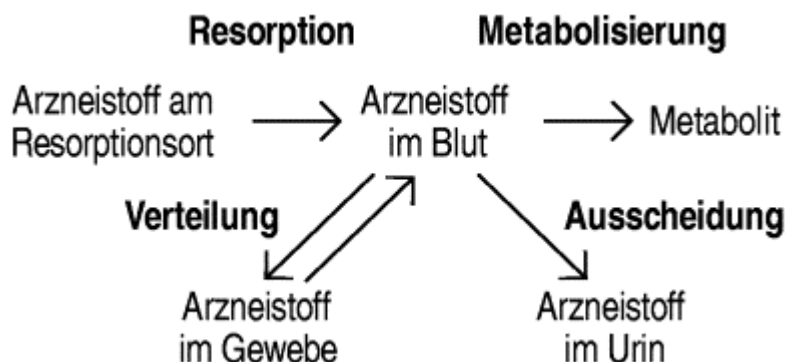 Resorption
Metabolisierung
Arzneistoff am
Resorptionsort
Arzneistoff
im Blut
Metabolit
Verteilung
Ausscheidung
Arzneistoff
im Gewebe
Arzneistoff
im Urin